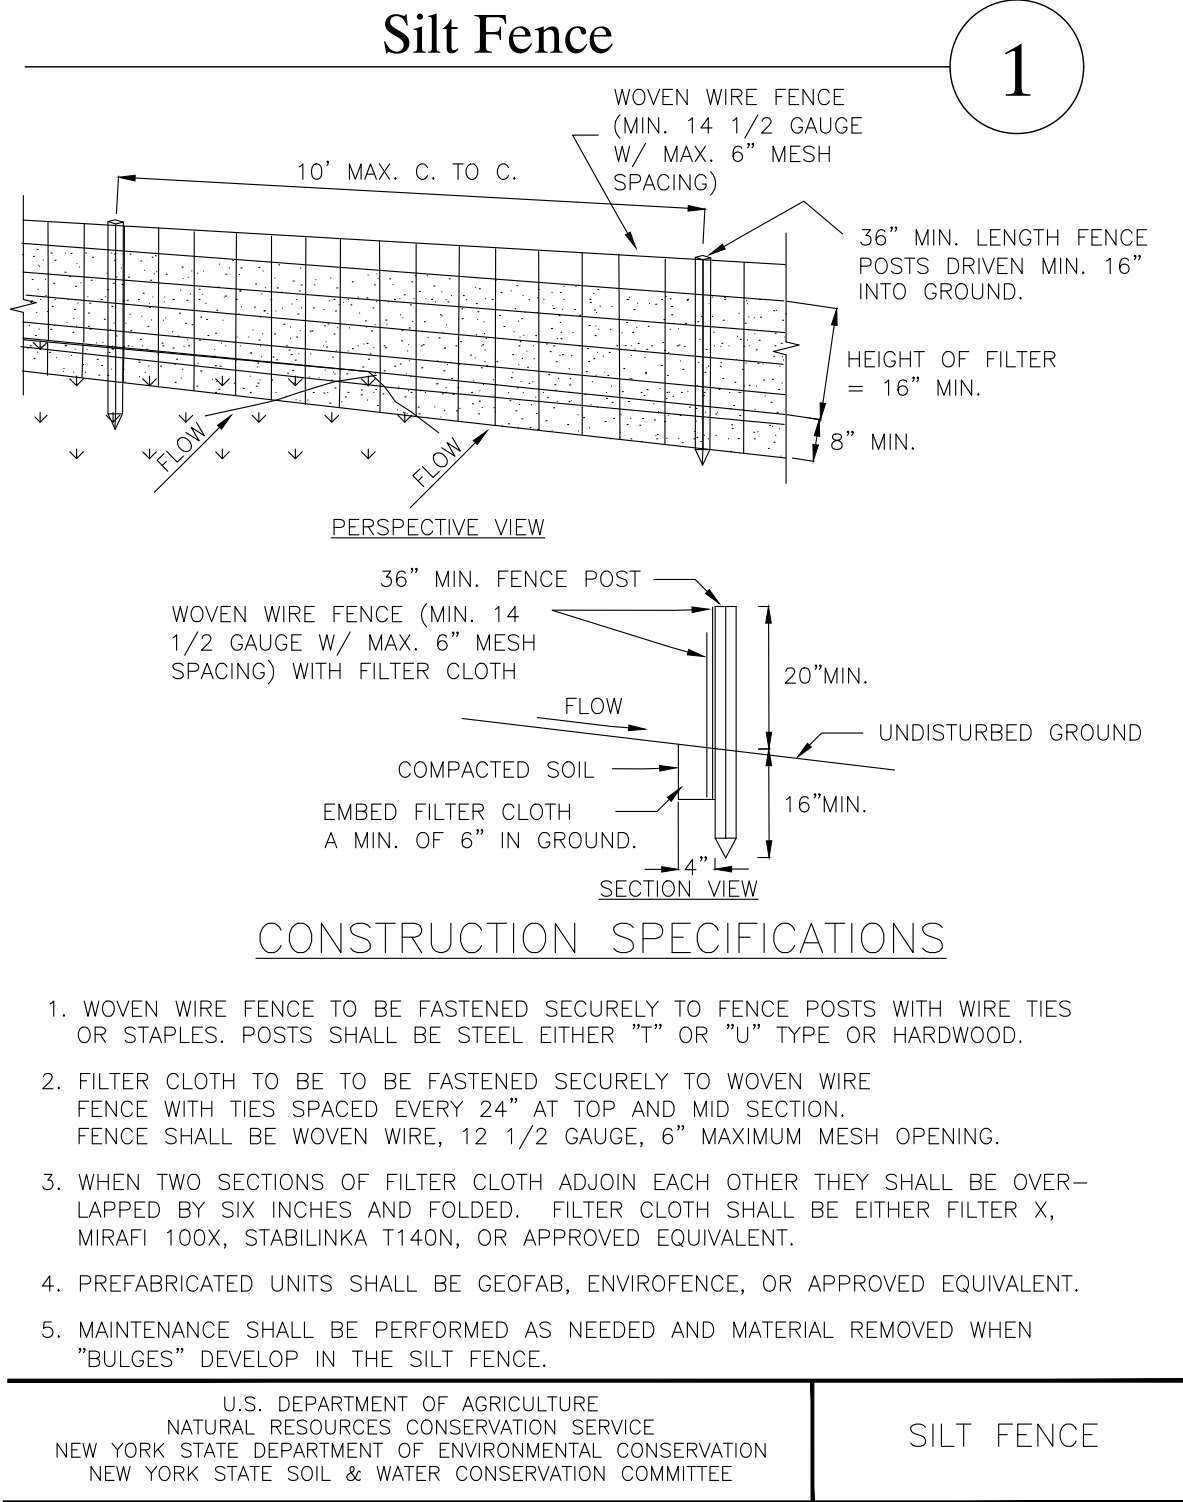 Silt Fence
1
WOVEN WIRE FENCE
(MIN. 14 1/2 GAUGE
W/ MAX. 6" MESH
SPACING)
10' MAX. C. TO C.
36" MIN. LENGTH FENCE
POSTS DRIVEN MIN. 16"
INTO GROUND.
HEIGHT OF FILTER
= 16" MIN.
8" MIN.
FLOW
FLOW
PERSPECTIVE VIEW
36" MIN. FENCE POST
WOVEN WIRE FENCE (MIN. 14
1/2 GAUGE W/ MAX. 6" MESH
SPACING) WITH FILTER CLOTH
20"MIN.
FLOW
UNDISTURBED GROUND
COMPACTED SOIL
16"MIN.
EMBED FILTER CLOTH
A MIN. OF 6" IN GROUND.
4"
SECTION VIEW
CONSTRUCTION SPECIFICATIONS
1. WOVEN WIRE FENCE TO BE FASTENED SECURELY TO FENCE POSTS WITH WIRE TIES
OR STAPLES. POSTS SHALL BE STEEL EITHER "T" OR "U" TYPE OR HARDWOOD.
2. FILTER CLOTH TO BE TO BE FASTENED SECURELY TO WOVEN WIRE
FENCE WITH TIES SPACED EVERY 24" AT TOP AND MID SECTION.
FENCE SHALL BE WOVEN WIRE, 12 1/2 GAUGE, 6" MAXIMUM MESH OPENING.
3. WHEN TWO SECTIONS OF FILTER CLOTH ADJOIN EACH OTHER THEY SHALL BE OVER-
LAPPED BY SIX INCHES AND FOLDED. FILTER CLOTH SHALL BE EITHER FILTER X,
MIRAFI 100X, STABILINKA T140N, OR APPROVED EQUIVALENT.
4. PREFABRICATED UNITS SHALL BE GEOFAB, ENVIROFENCE, OR APPROVED EQUIVALENT.
5. MAINTENANCE SHALL BE PERFORMED AS NEEDED AND MATERIAL REMOVED WHEN
"BULGES" DEVELOP IN THE SILT FENCE.
U.S. DEPARTMENT OF AGRICULTURE
NATURAL RESOURCES CONSERVATION SERVICE
NEW YORK STATE DEPARTMENT OF ENVIRONMENTAL CONSERVATION
NEW YORK STATE SOIL & WATER CONSERVATION COMMITTEE
SILT FENCE